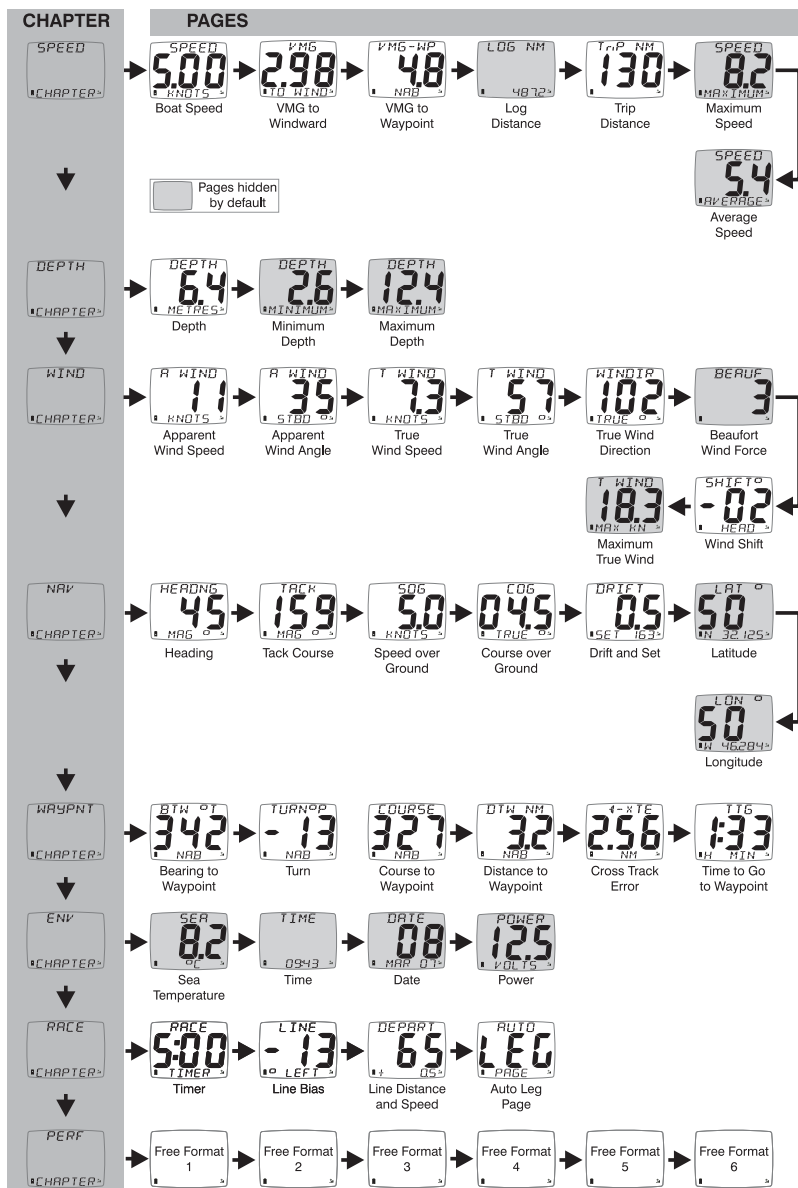 CHAPTER PAGES
SPEED
CHAPTER
SPEED
5.00
KNOTS
Boat Speed
VMG
2.98
TO WIND
VMG to
Windward
VMG-WP
4.8
NAB
VMG to
Waypoint
LOG NM
487.2
Log
Distance
TriP NM
130
Trip
Distance
SPEED
8.2
MAXIMUM
Maximum
Speed
SPEED
5.4
AVERAGE
Average
Speed
Pages hidden
by default
DEPTH
CHAPTER
DEPTH
6.4
METRES
Depth
DEPTH
2.6
MINIMUM
Minimum
Depth
DEPTH
12.4
MAXIMUM
Maximum
Depth
WIND
CHAPTER
A WIND
11
KNOTS
Apparent
Wind Speed
A WIND
35
STBD °
Apparent
Wind Angle
T WIND
7.3
KNOTS
True
Wind Speed
T WIND
57
STBD °
True
Wind Angle
WINDIR
102
TRUE °
True Wind
Direction
BEAUF
3
Beaufort
Wind Force
SHIFT°
-02
HEAD
Wind Shift
T WIND
18.3
MAX KN
Maximum
True Wind
NAV
CHAPTER
HEADNG
45
MAG °
Heading
TACK
159
MAG °
Tack Course
SOG
5.0
KNOTS
Speed over
Ground
COG
04.5
TRUE °
Course over
Ground
DRIFT
0.5
SET 163
Drift and Set
LAT °
50
N 32.125
Latitude
LON °
50
W 46.284
Longitude
WAYPNT
CHAPTER
BTW °T
342
NAB
Bearing to
Waypoint
TURN°P
-13
NAB
Turn
COURSE
327
NAB
Course to
Waypoint
DTW NM
3.2
NAB
Distance to
Waypoint
XTE
2.56
NM
Cross Track
Error
TTG
1:33
H MIN
Time to Go
to Waypoint
ENV
CHAPTER
SEA
8.2
°C
Sea
Temperature
TIME
09:43
Time
DATE
08
MAR 07
Date
POWER
12.5
VOLTS
Power
RACE
CHAPTER
RACE
5:00
TIMER
Timer
LINE
-13
° LEFT
Line Bias
DEPART
65
0.5
Line Distance
and Speed
AUTO
LEG
PAGE
Auto Leg
Page
PERF
CHAPTER
Free Format
1
Free Format
2
Free Format
3
Free Format
4
Free Format
5
Free Format
6